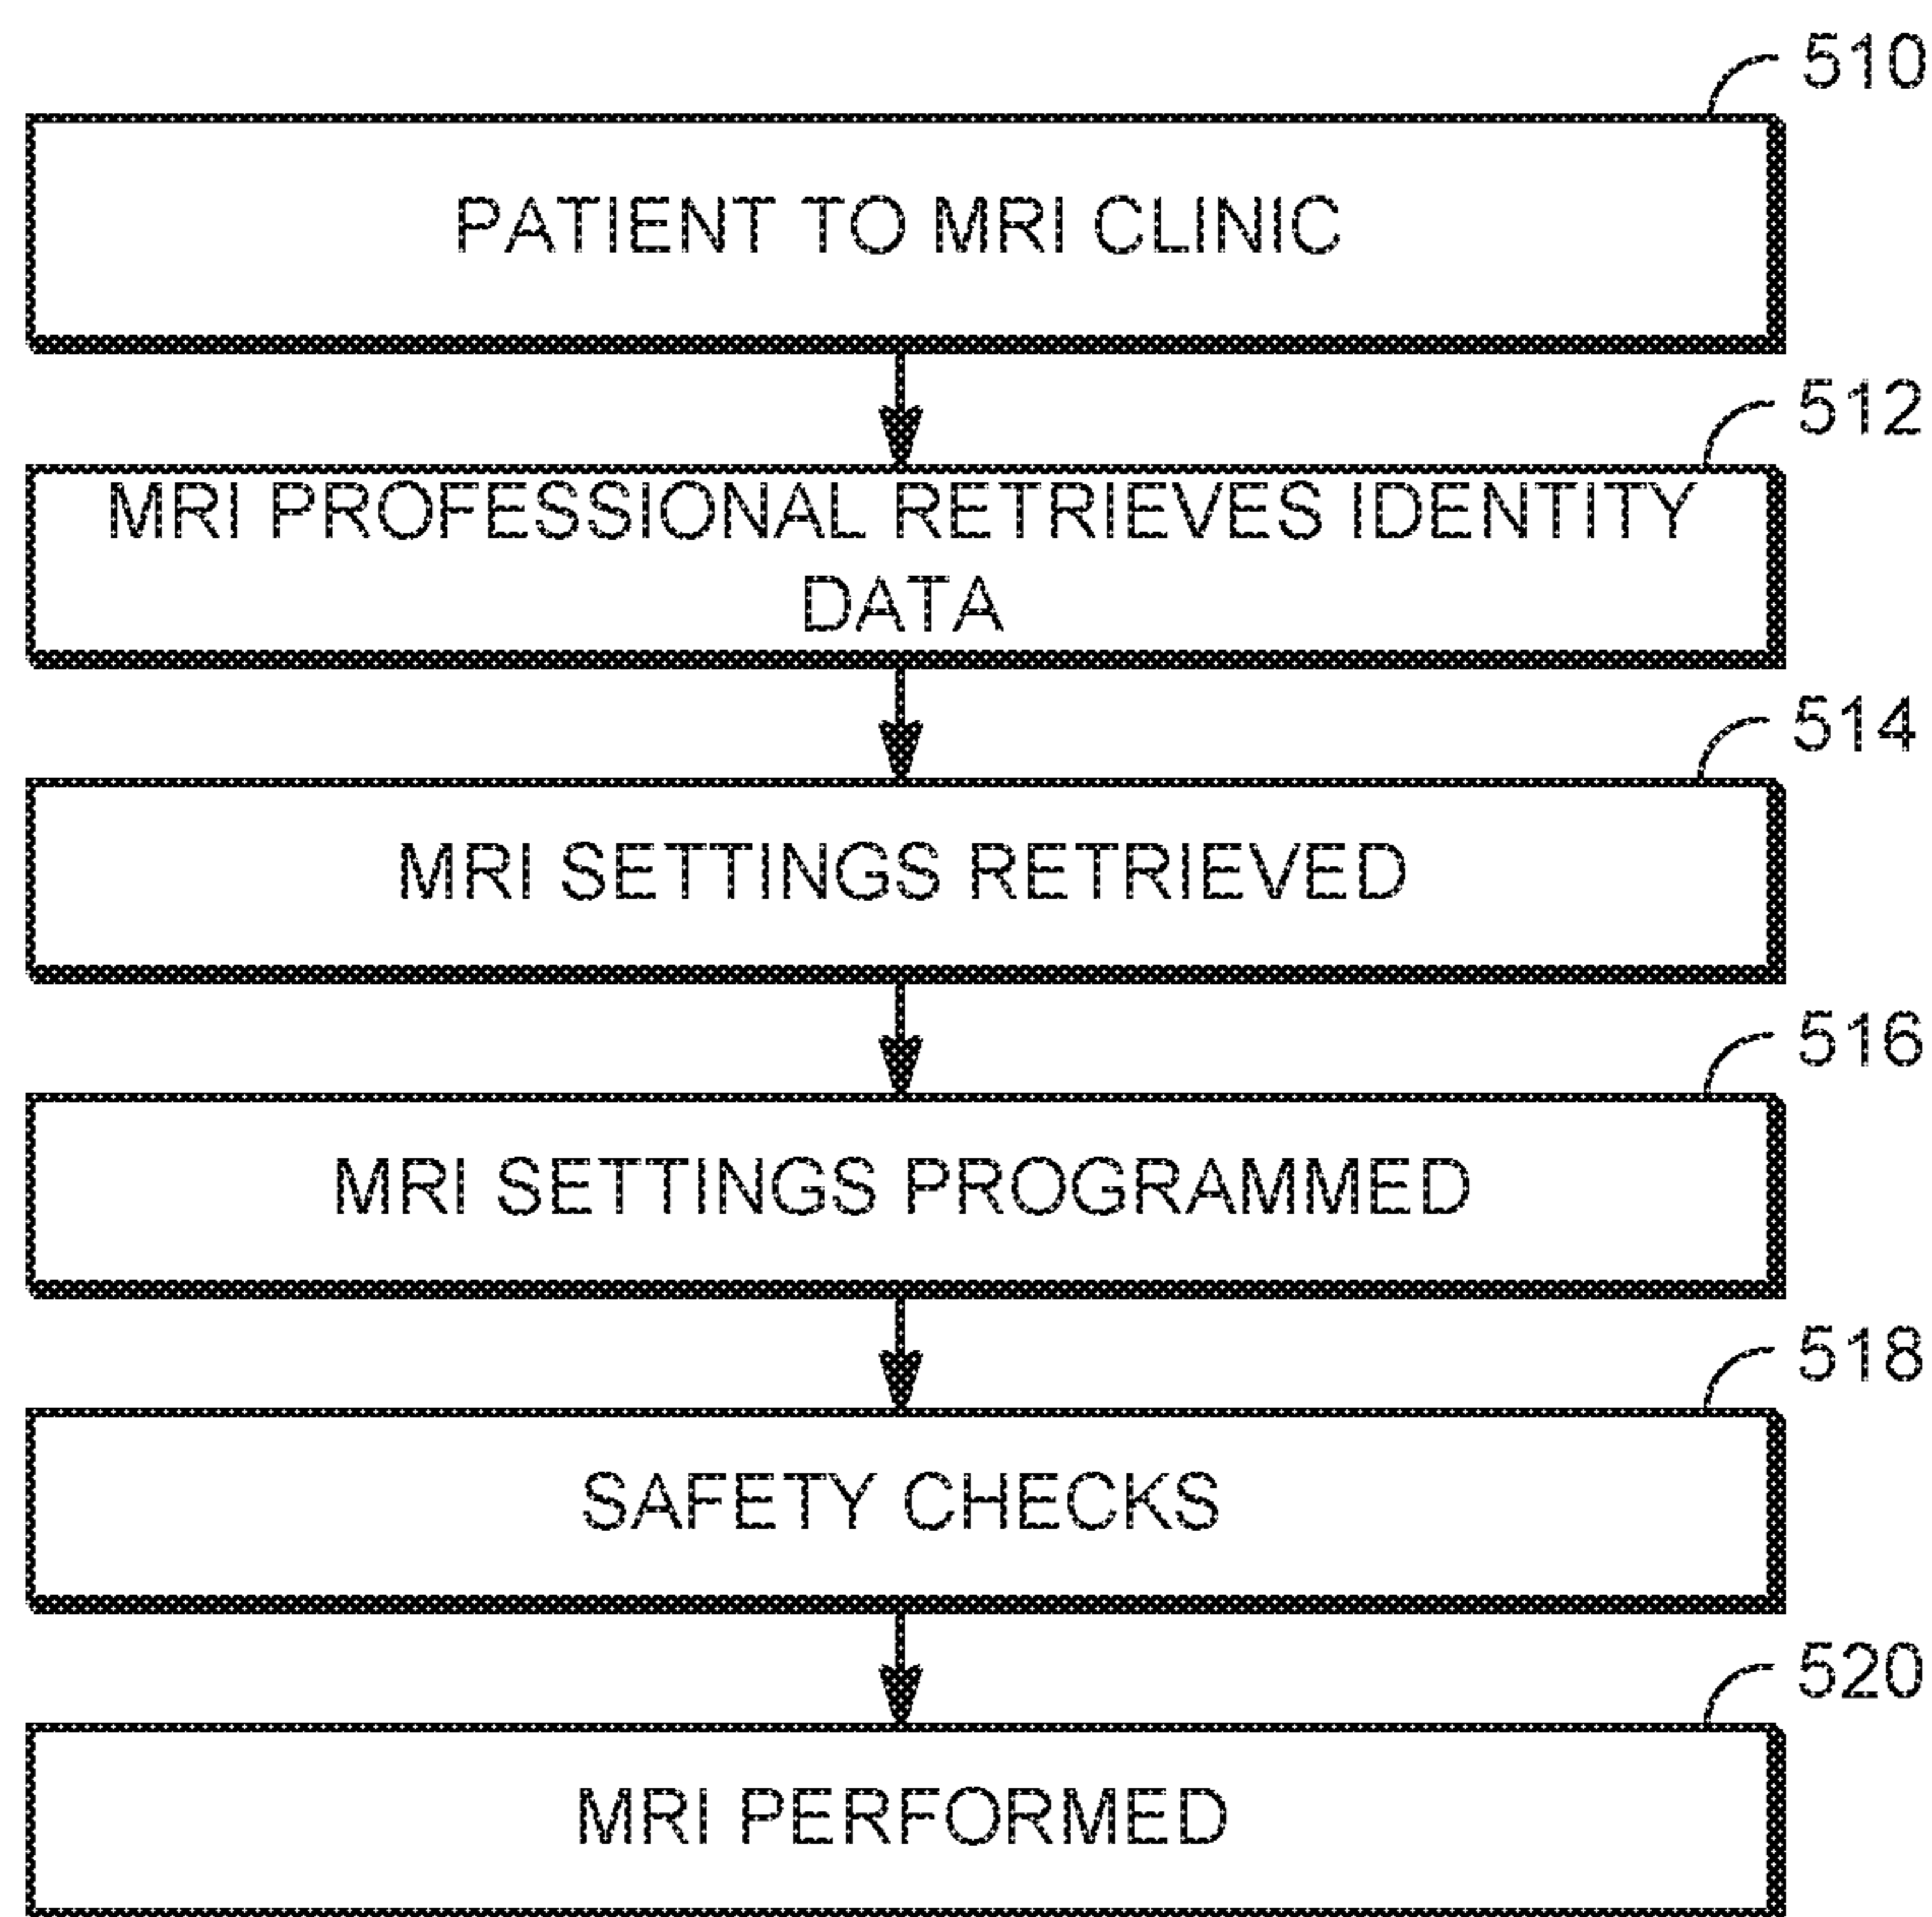 510
PATIENT TO MRI CLINIC
512
MRI PROFESSIONAL RETRIEVES IDENTITY
DATA
514
MRI SETTINGS RETRIEVED
516
MRI SETTINGS PROGRAMMED
518
SAFETY CHECKS
520
MRI PERFORMED